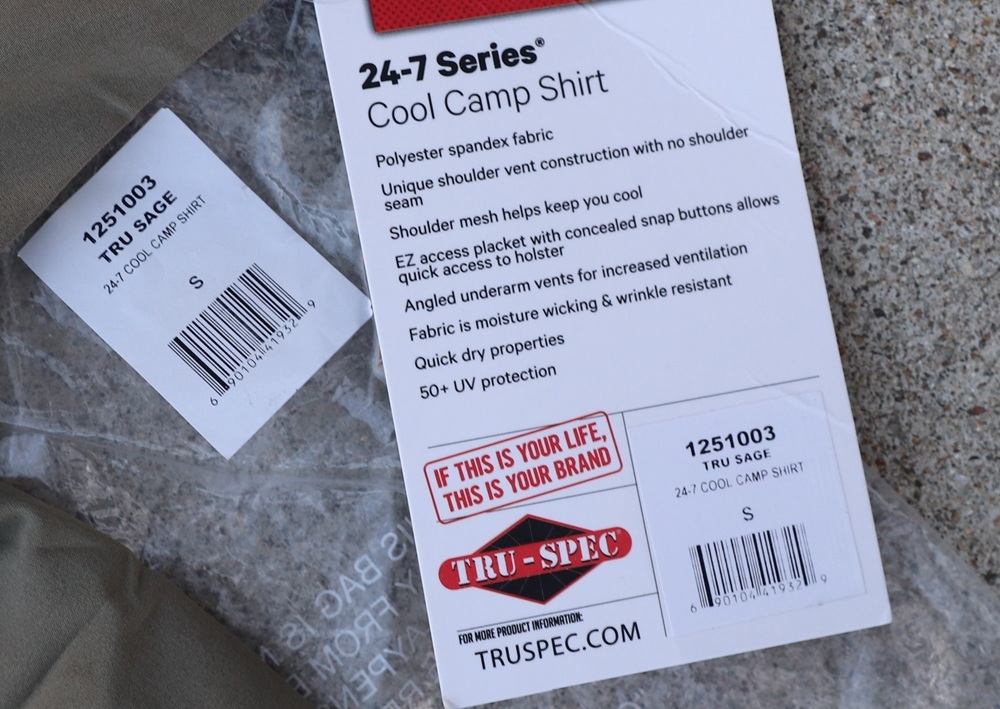 24-7 Series®
Cool Camp Shirt
Polyester spandex fabric
Unique shoulder vent construction with no shoulder
seam
Shoulder mesh helps keep you cool
EZ access placket with concealed snap buttons allows
quick access to holster
Angled underarm vents for increased ventilation
Fabric is moisture wicking & wrinkle resistant
Quick dry properties
50+ UV protection
IF THIS IS YOUR LIFE,
THIS IS YOUR BRAND
TRU-SPEC
FOR MORE PRODUCT INFORMATION:
TRUSPEC.COM
1251003
TRU SAGE
24-7 COOL CAMP SHIRT
S
6 90104 41932 9
1251003
TRU SAGE
24-7 COOL CAMP SHIRT
S
6 90104 41932 9
BAG
FROM